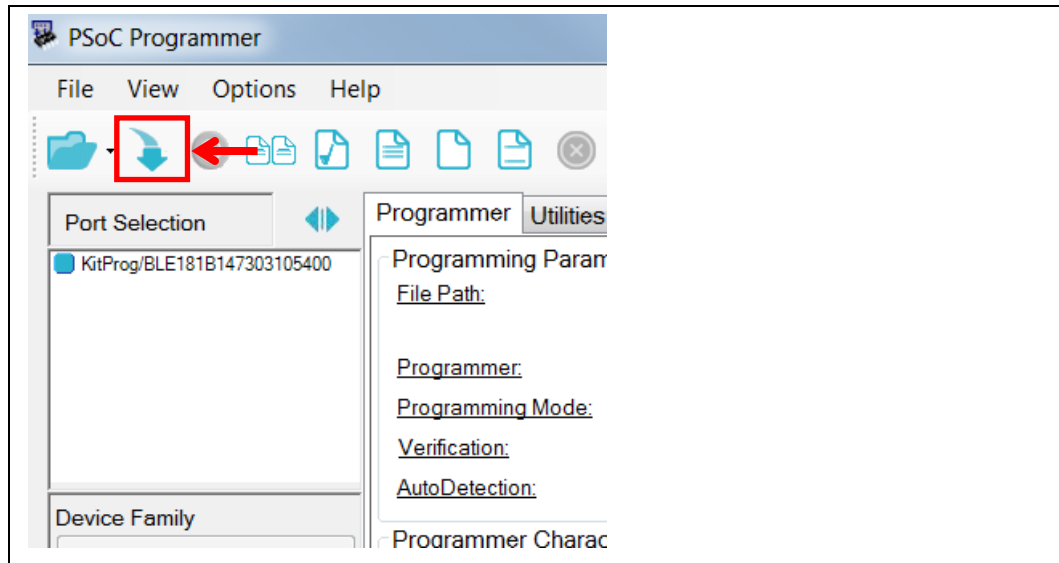 PSoC Programmer
File View Options Help
Port Selection
KitProg/BLE181B147303105400
Device Family
Programmer Utilities
Programming Param
File Path:
Programmer:
Programming Mode:
Verification:
AutoDetection:
Programmer Charac